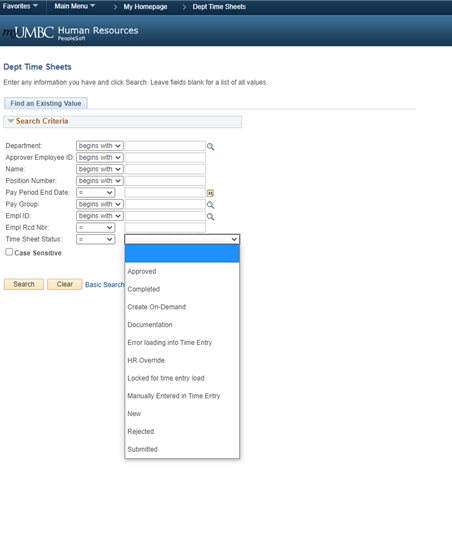 Favorites Main Menu > My Homepage > Dept Time Sheets
myUMBC Human Resources
PeopleSoft
Dept Time Sheets
Enter any information you have and click Search. Leave fields blank for a list of all values.
Find an Existing Value
Search Criteria
Department: begins with
Approver Employee ID: begins with
Name: begins with
Position Number: begins with
Pay Period End Date: =
Pay Group: begins with
Empl ID: begins with
Empl Rcd Nbr: =
Time Sheet Status: =
Case Sensitive
Approved
Completed
Search Clear Basic Search
Create On-Demand
Documentation
Error loading into Time Entry
HR Override
Locked for time entry load
Manually Entered in Time Entry
New
Rejected
Submitted